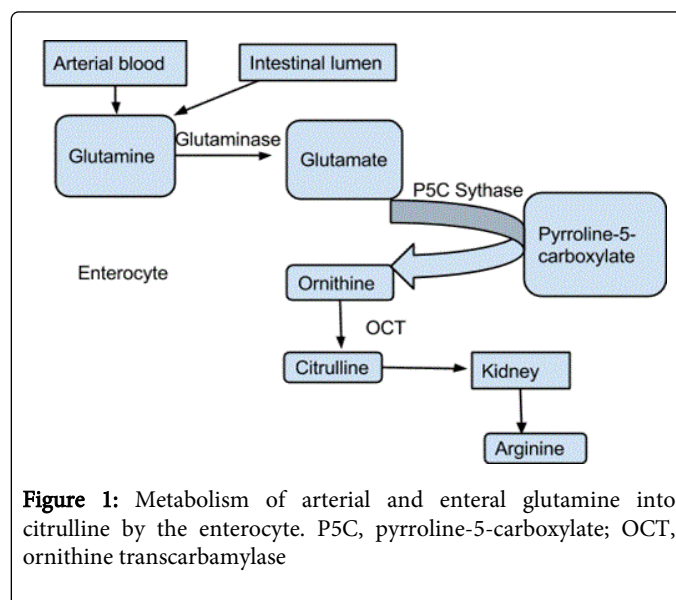 Arterial blood
Intestinal lumen
Glutamine
Glutaminase
Glutamate
P5C Sythase
Pyrroline-5-
carboxylate
Enterocyte
Ornithine
OCT
Citrulline
Kidney
Arginine
Figure 1: Metabolism of arterial and enteral glutamine into
citrulline by the enterocyte. P5C, pyrroline-5-carboxylate; OCT,
ornithine transcarbamylase